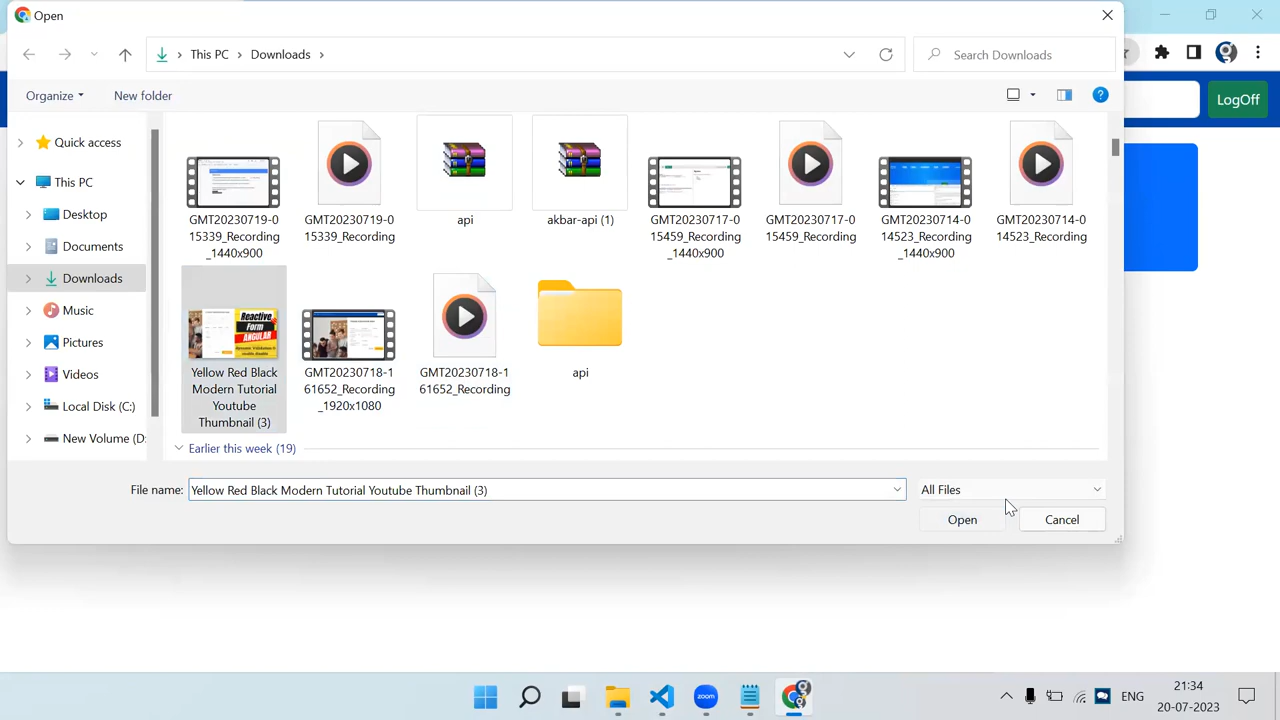 Open
This PC
Downloads
Search Downloads
Organize
New folder
LogOff
Quick access
This PC
Desktop
Documents
Downloads
Music
Pictures
Videos
Local Disk (C:)
New Volume (D:
GMT20230719-0
15339_Recording
_1440x900
GMT20230719-0
15339_Recording
api
akbar-api (1)
GMT20230717-0
15459_Recording
_1440x900
GMT20230717-0
15459_Recording
GMT20230714-0
14523_Recording
_1440x900
GMT20230714-0
14523_Recording
Reactive
Form
ANGULAR
Yellow Red Black
Modern Tutorial
Youtube
Thumbnail (3)
GMT20230718-1
61652_Recording
_1920x1080
GMT20230718-1
61652_Recording
api
Earlier this week (19)
File name:
Yellow Red Black Modern Tutorial Youtube Thumbnail (3)
All Files
Open
Cancel
zoom
ENG
21:34
20-07-2023